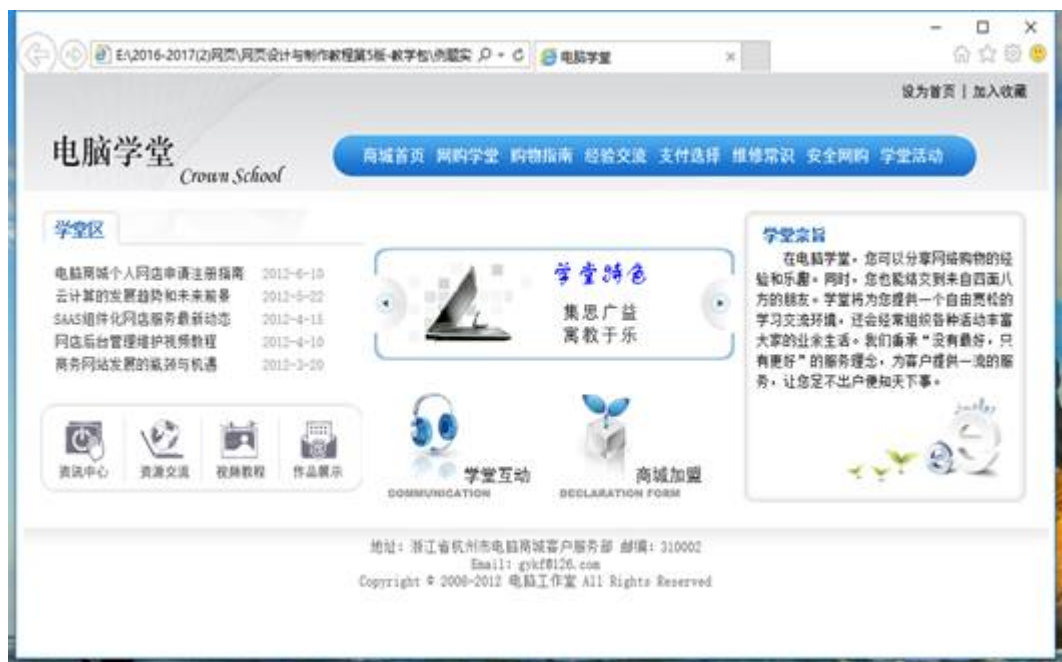 E:\2016-2017(2)网页\网页设计与制作教程第5版-教学包\例题实
电脑学堂
设为首页 | 加入收藏
电脑学堂
Crown School
商城首页 网购学堂 购物指南 经验交流 支付选择 维修常识 安全网购 学堂活动
学堂区
电脑商城个人网店申请注册指南 2012-6-10
云计算的发展趋势和未来前景 2012-5-22
SAAS组件化网店服务最新动态 2012-4-15
网店后台管理维护视频教程 2012-4-10
商务网站发展的瓶颈与机遇 2012-3-20
资讯中心 资源交流 视频教程 作品展示
学堂特色
集思广益
寓教于乐
学堂互动
COMMUNICATION
商城加盟
DECLARATION FORM
学堂宗旨
在电脑学堂，您可以分享网络购物的经
验和乐趣。同时，您也能结交到来自四面八
方的朋友。学堂将为您提供一个自由宽松的
学习交流环境，还会经常组织各种活动丰富
大家的业余生活。我们秉承“没有最好，只
有更好”的服务理念，为客户提供一流的服
务，让您足不出户便知天下事。
地址：浙江省杭州市电脑商城客户服务部 邮编：310002
Email: gykf@126.com
Copyright © 2008-2012 电脑工作室 All Rights Reserved